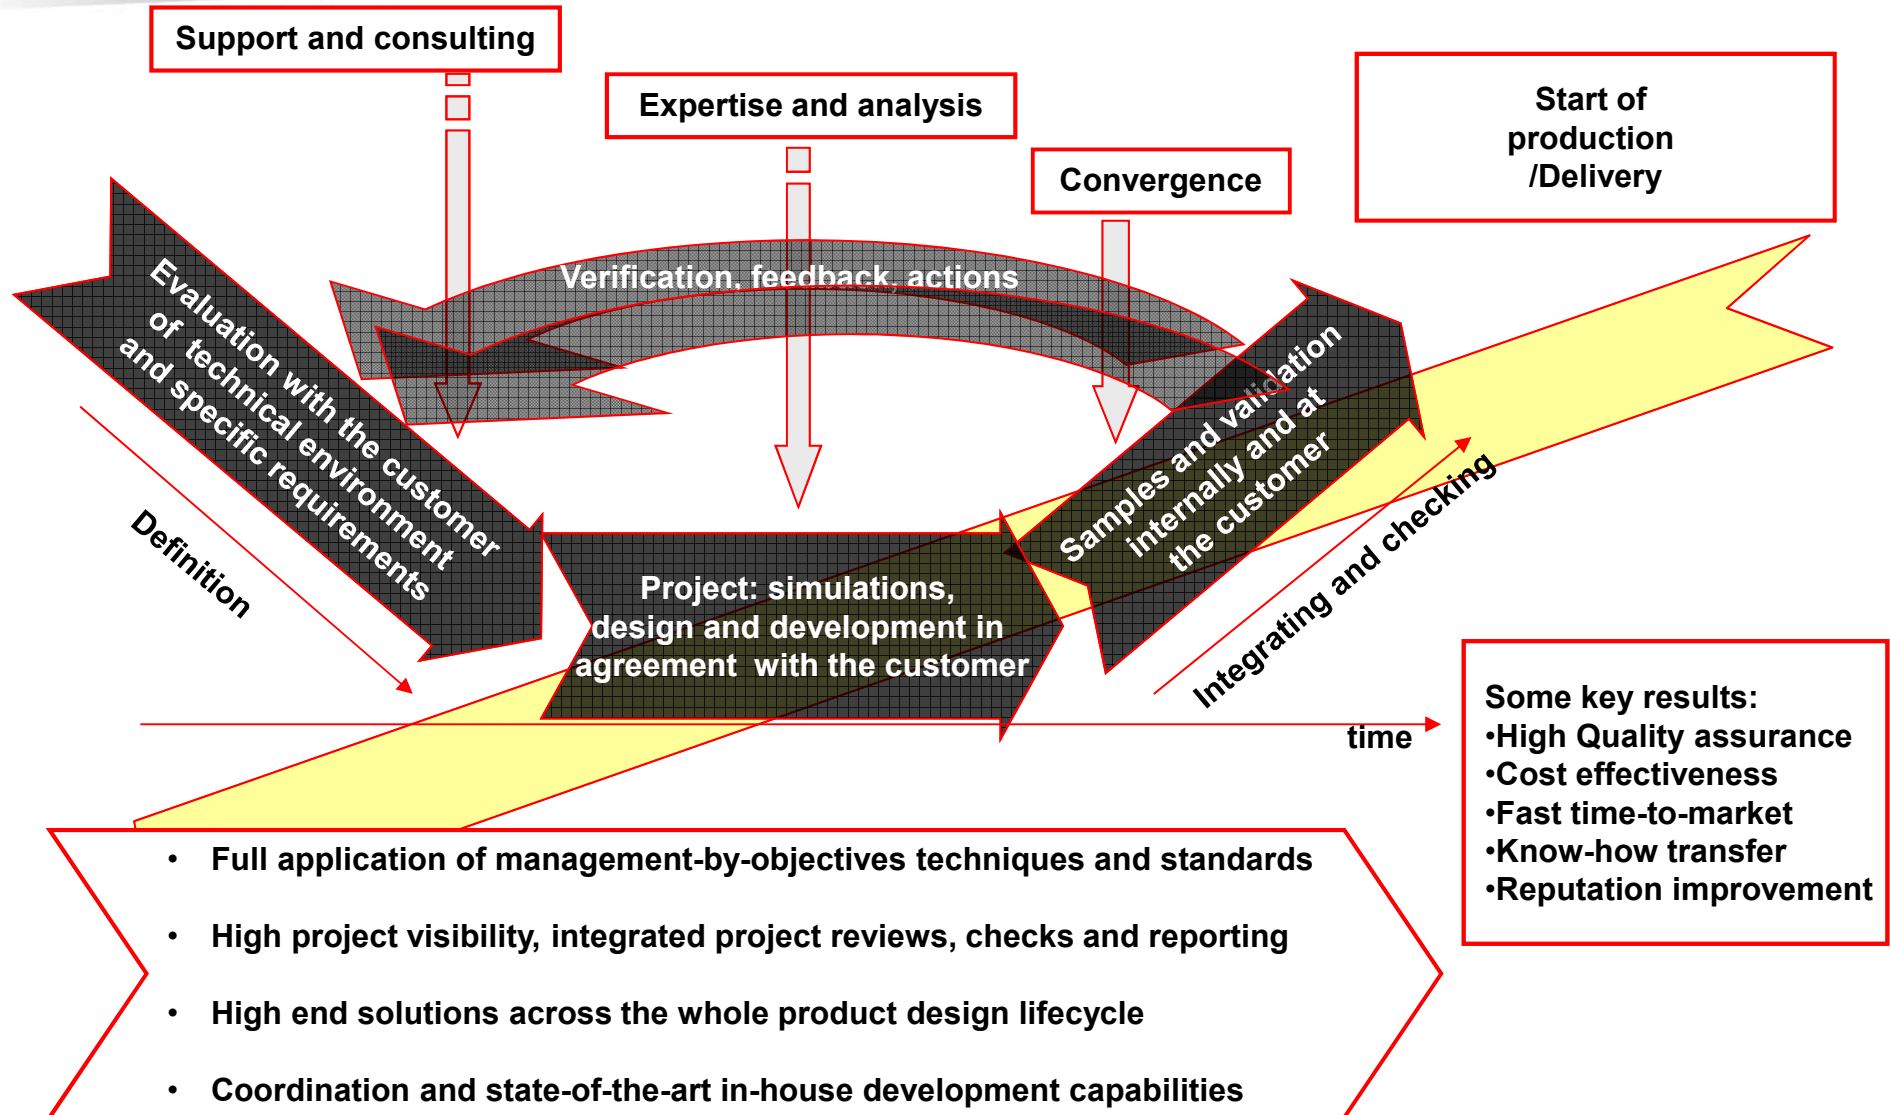 Support and consulting
Expertise and analysis
Convergence
Start of
production
/Delivery
Verification, feedback, actions
Evaluation with the customer
of technical environment
and specific requirements
Definition
Project: simulations,
design and development in
agreement with the customer
Samples and validation
internally and at
the customer
Integrating and checking
time
Some key results:
•High Quality assurance
•Cost effectiveness
•Fast time-to-market
•Know-how transfer
•Reputation improvement
• Full application of management-by-objectives techniques and standards
• High project visibility, integrated project reviews, checks and reporting
• High end solutions across the whole product design lifecycle
• Coordination and state-of-the-art in-house development capabilities